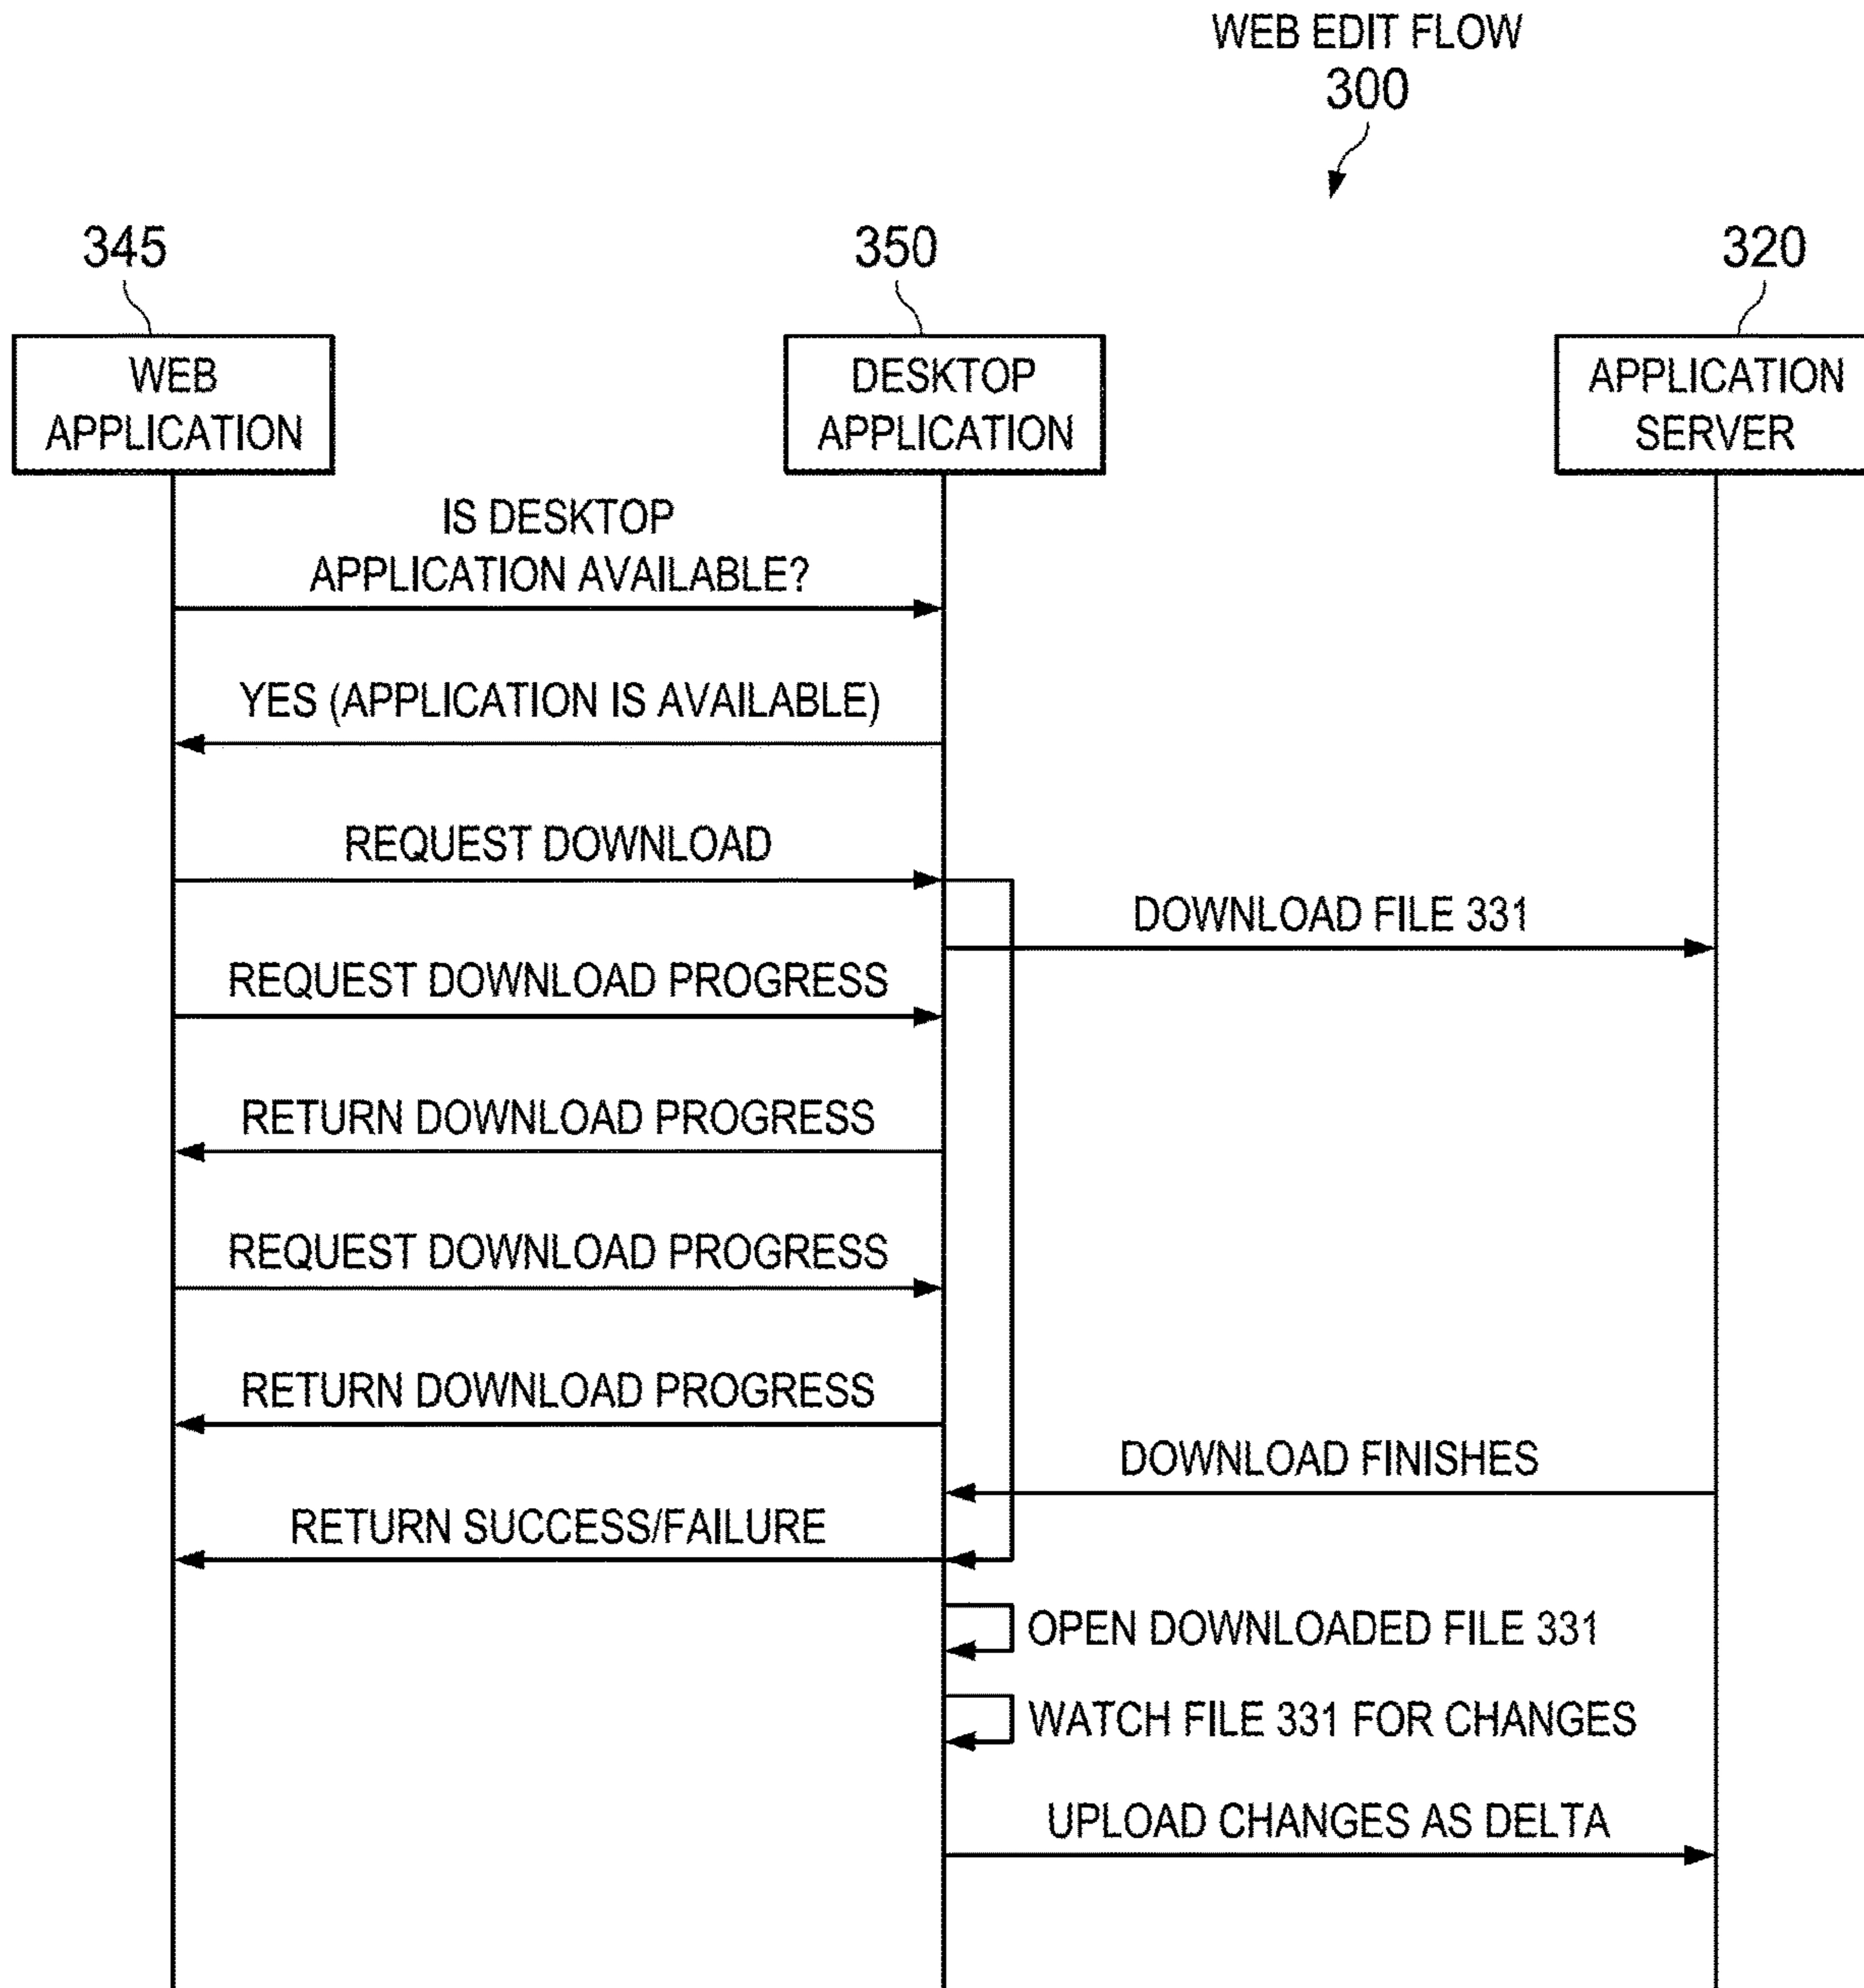 WEB EDIT FLOW
300
345
350
320
WEB
APPLICATION
DESKTOP
APPLICATION
APPLICATION
SERVER
IS DESKTOP
APPLICATION AVAILABLE?
YES (APPLICATION IS AVAILABLE)
REQUEST DOWNLOAD
DOWNLOAD FILE 331
REQUEST DOWNLOAD PROGRESS
RETURN DOWNLOAD PROGRESS
REQUEST DOWNLOAD PROGRESS
RETURN DOWNLOAD PROGRESS
DOWNLOAD FINISHES
RETURN SUCCESS/FAILURE
OPEN DOWNLOADED FILE 331
WATCH FILE 331 FOR CHANGES
UPLOAD CHANGES AS DELTA